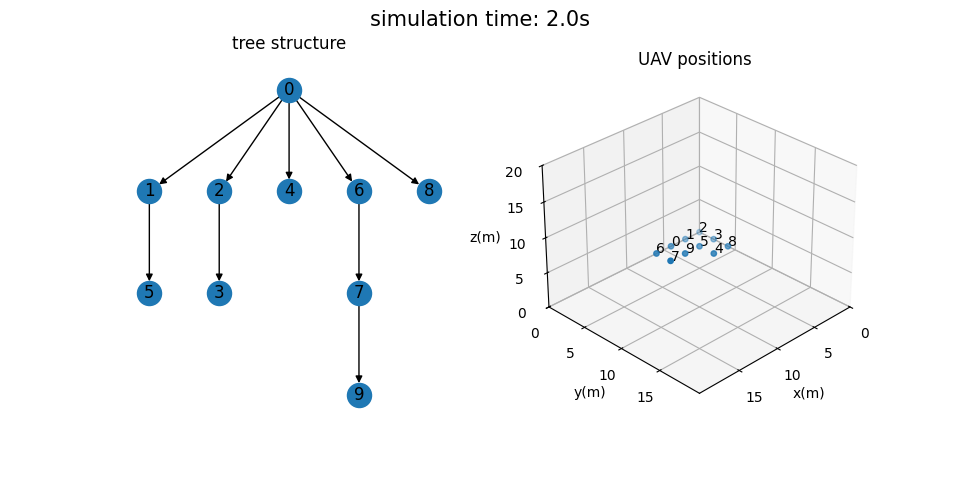 simulation time: 2.0s
tree structure
0
1 2 4 6 8
5 3 7
9
UAV positions
20
15
10
5
0
z(m)
2
0 1 3
6 9 5 4 8
7
0
5
10
15
y(m)
0
5
10
15
x(m)